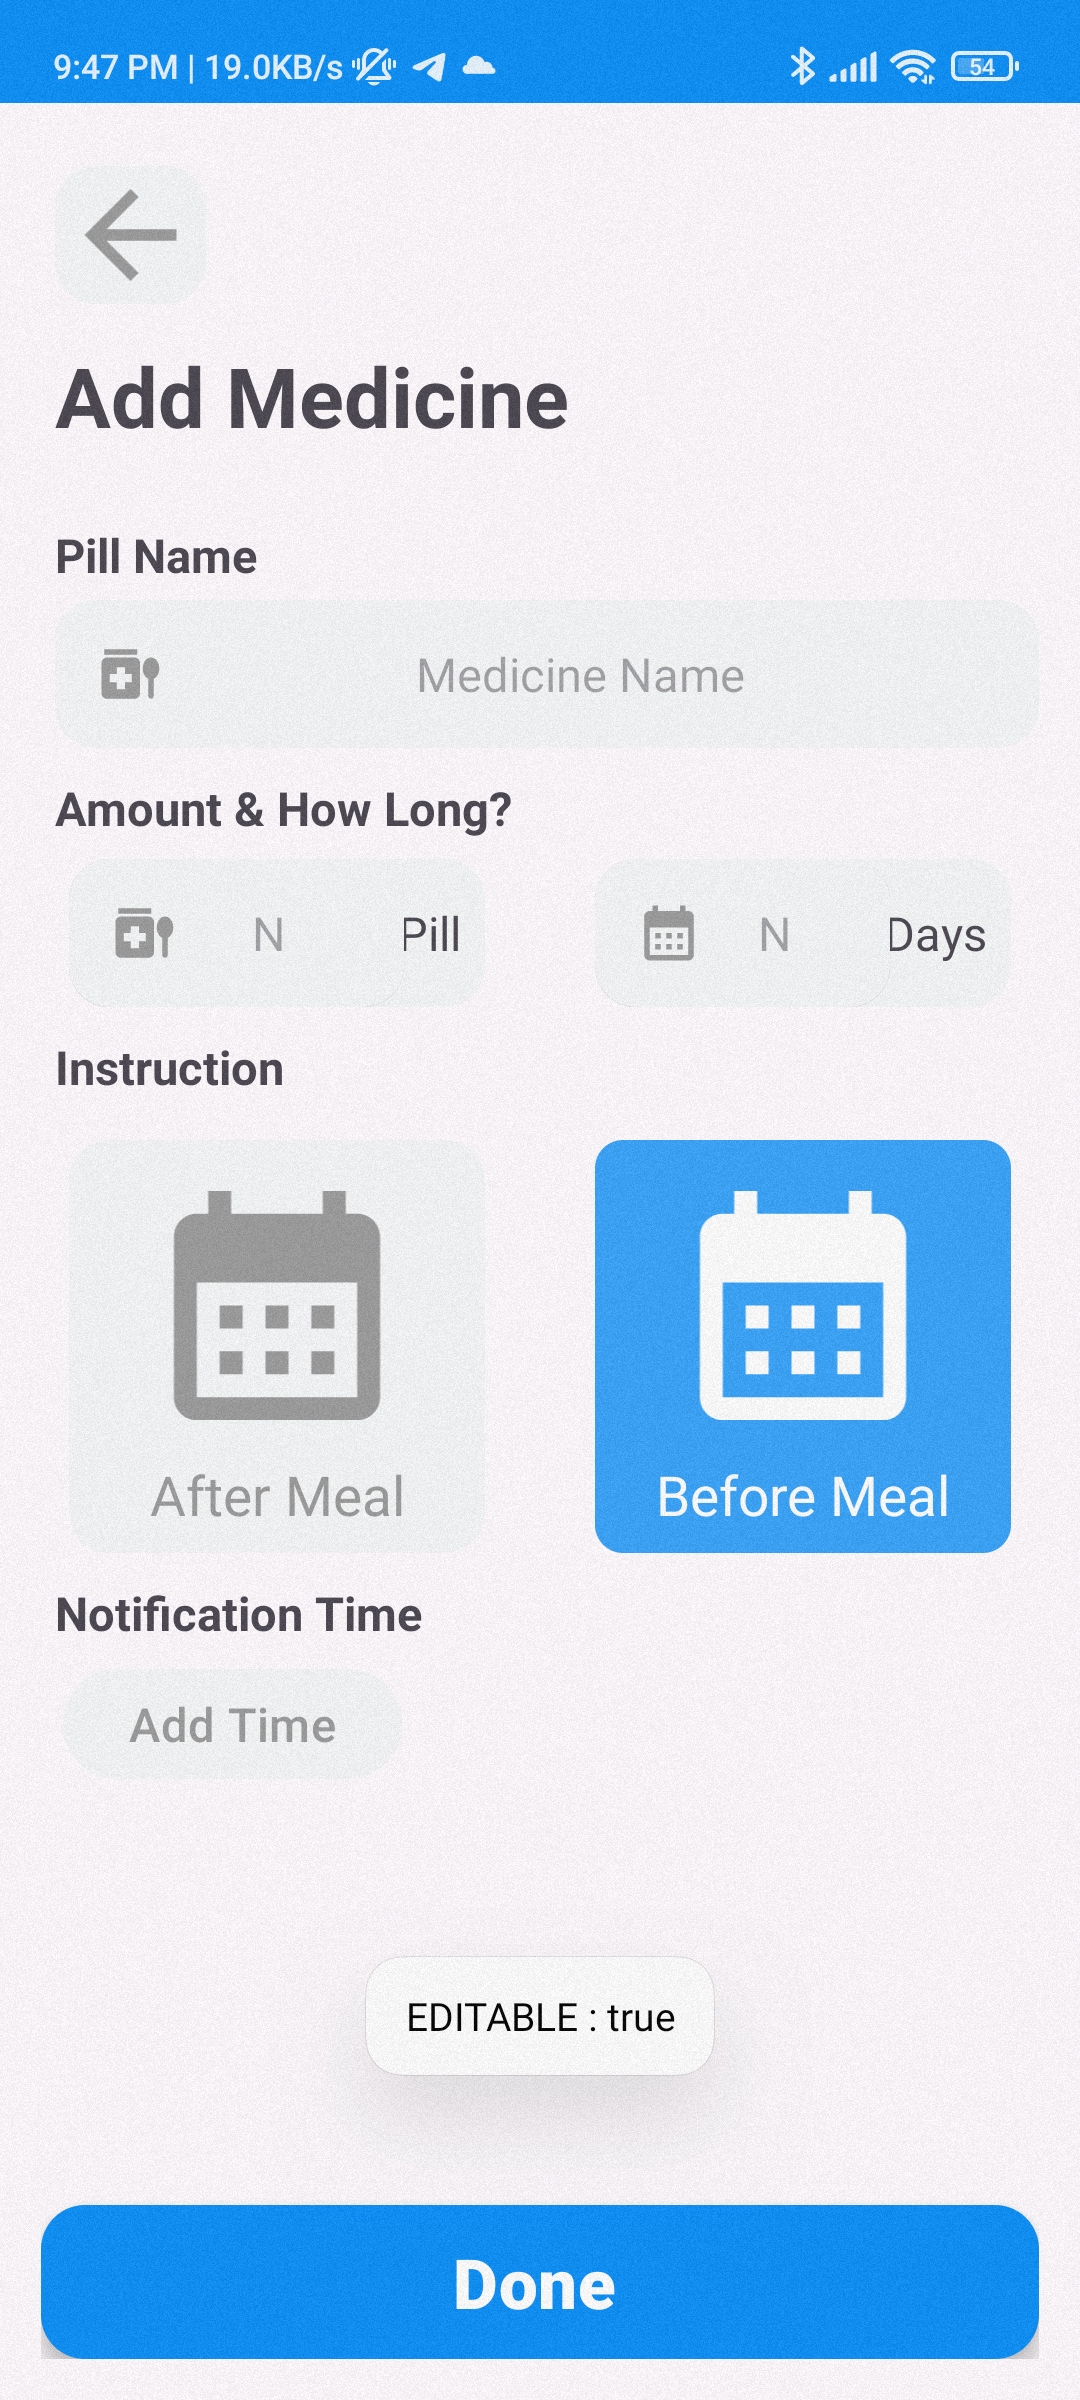 9:47 PM | 19.0KB/s 54
Add Medicine
Pill Name
Medicine Name
Amount & How Long?
N Pill N Days
Instruction
After Meal Before Meal
Notification Time
Add Time
EDITABLE : true
Done